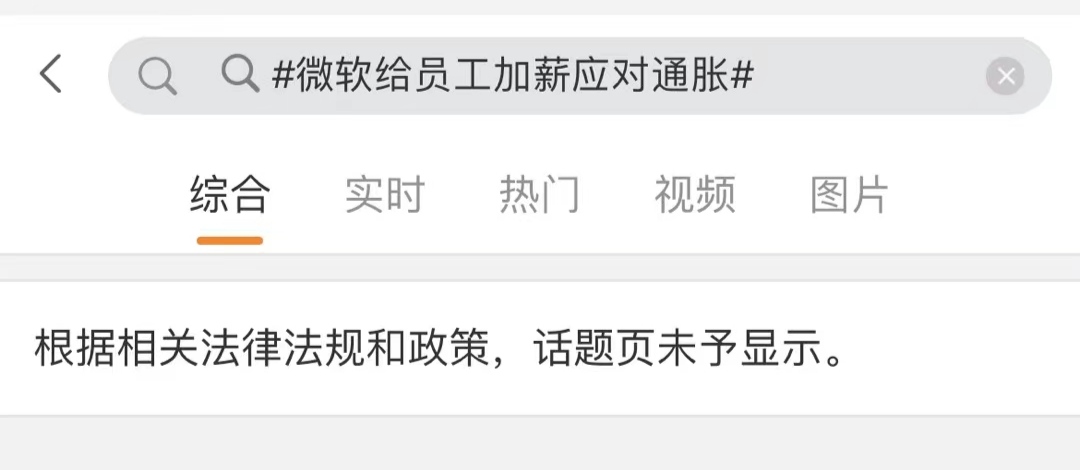 #微软给员工加薪应对通胀#
综合 实时 热门 视频 图片
根据相关法律法规和政策，话题页未予显示。